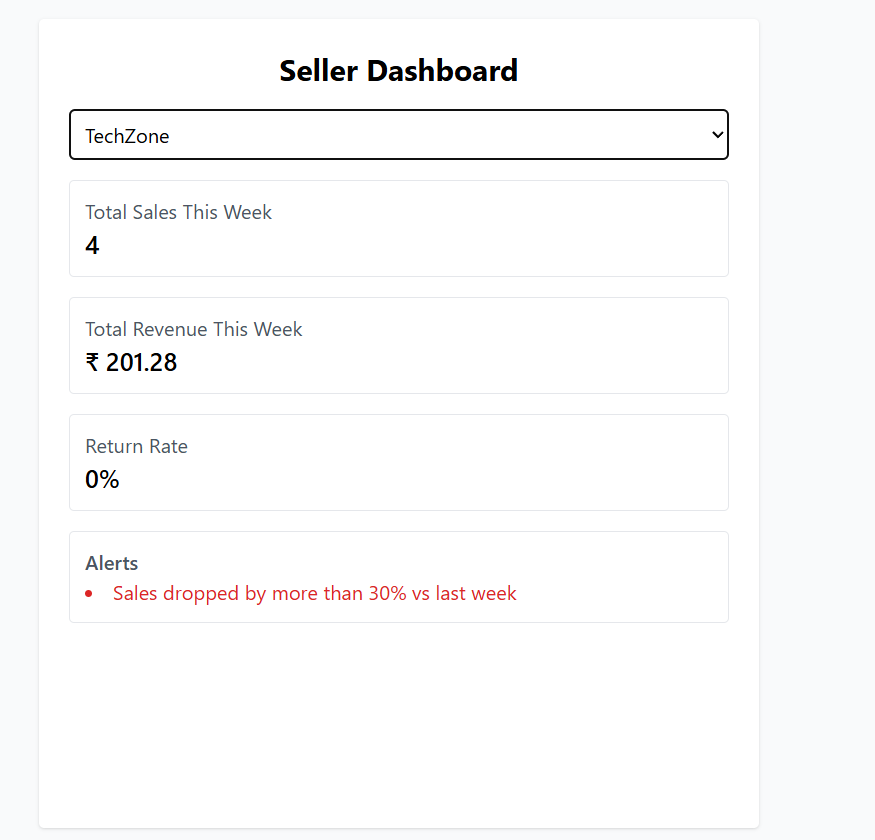 Seller Dashboard
TechZone
Total Sales This Week
4
Total Revenue This Week
₹ 201.28
Return Rate
0%
Alerts
• Sales dropped by more than 30% vs last week